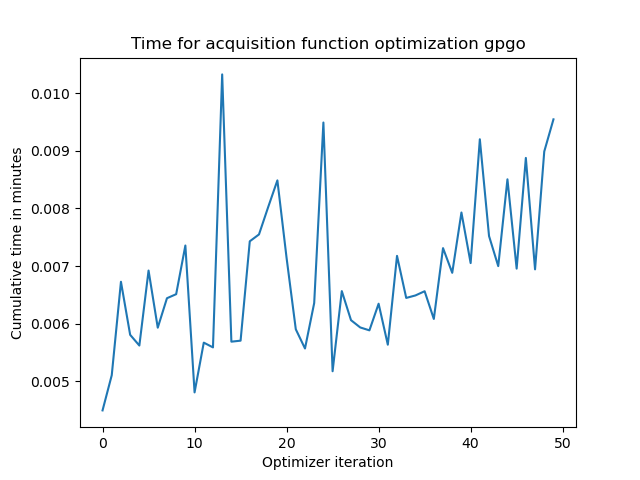 Time for acquisition function optimization gpgo
0.010
0.009
0.008
0.007
0.006
0.005
Cumulative time in minutes
0 10 20 30 40 50
Optimizer iteration